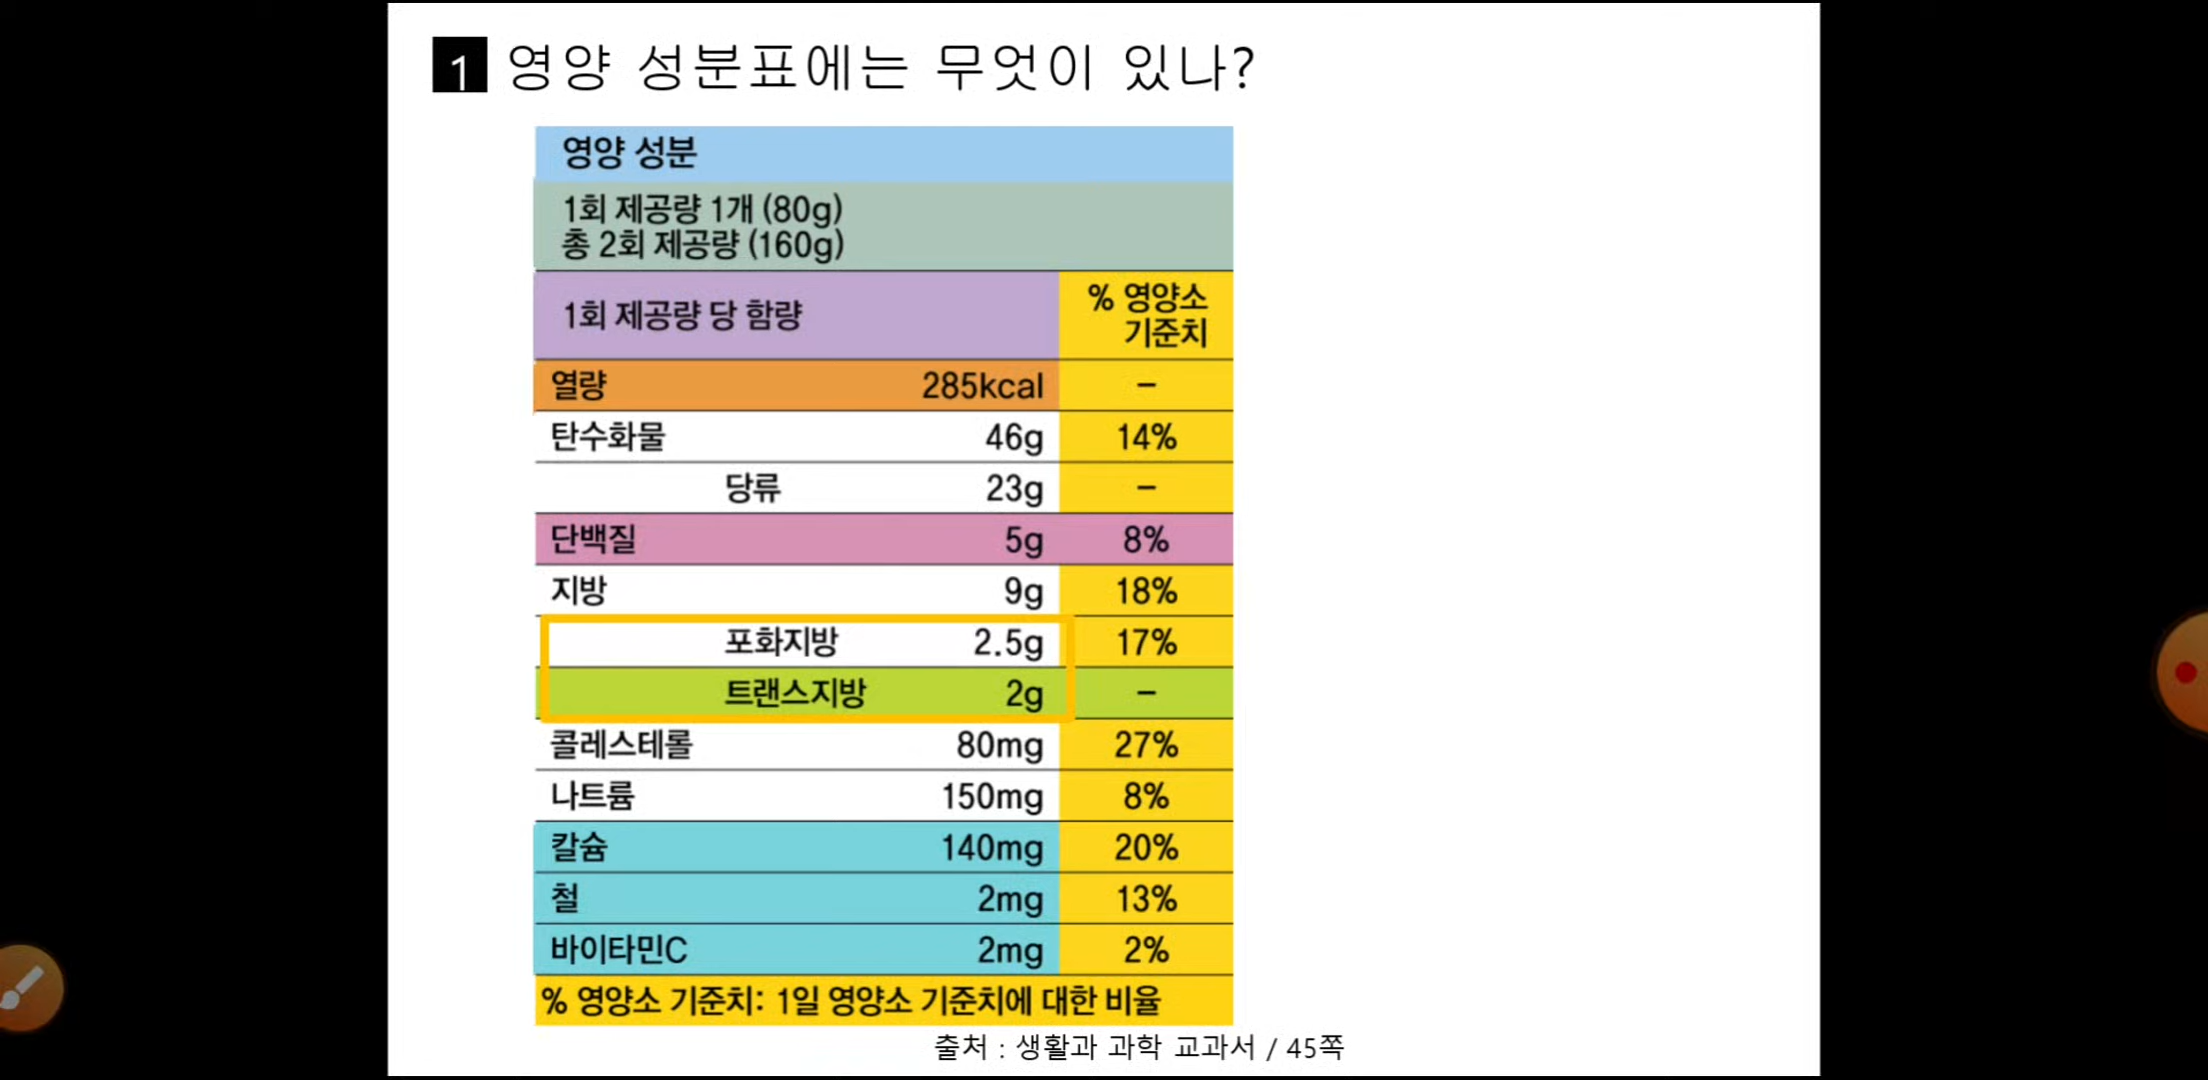 1 영양 성분표에는 무엇이 있나?
영양 성분
1회 제공량 1개 (80g)
총 2회 제공량 (160g)
1회 제공량 당 함량
% 영양소
기준치
열량 285kcal –
탄수화물 46g 14%
당류 23g –
단백질 5g 8%
지방 9g 18%
포화지방 2.5g 17%
트랜스지방 2g –
콜레스테롤 80mg 27%
나트륨 150mg 8%
칼슘 140mg 20%
철 2mg 13%
바이타민C 2mg 2%
% 영양소 기준치: 1일 영양소 기준치에 대한 비율
출처 : 생활과 과학 교과서 / 45쪽